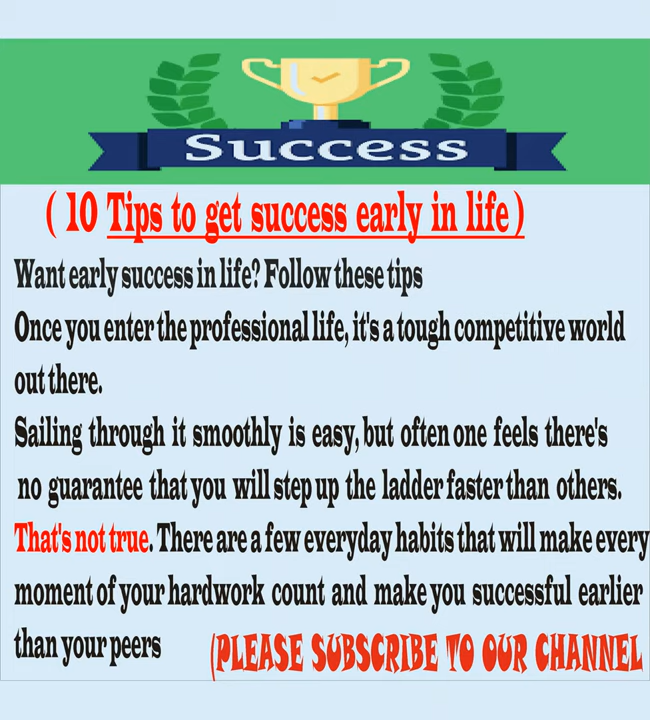 Success
( 10 Tips to get success early in life )
Want early success in life? Follow these tips
Once you enter the professional life, it's a tough competitive world
out there.
Sailing through it smoothly is easy, but often one feels there's
no guarantee that you will step up the ladder faster than others.
That's not true. There are a few everyday habits that will make every
moment of your hardwork count and make you successful earlier
than your peers (PLEASE SUBSCRIBE TO OUR CHANNEL